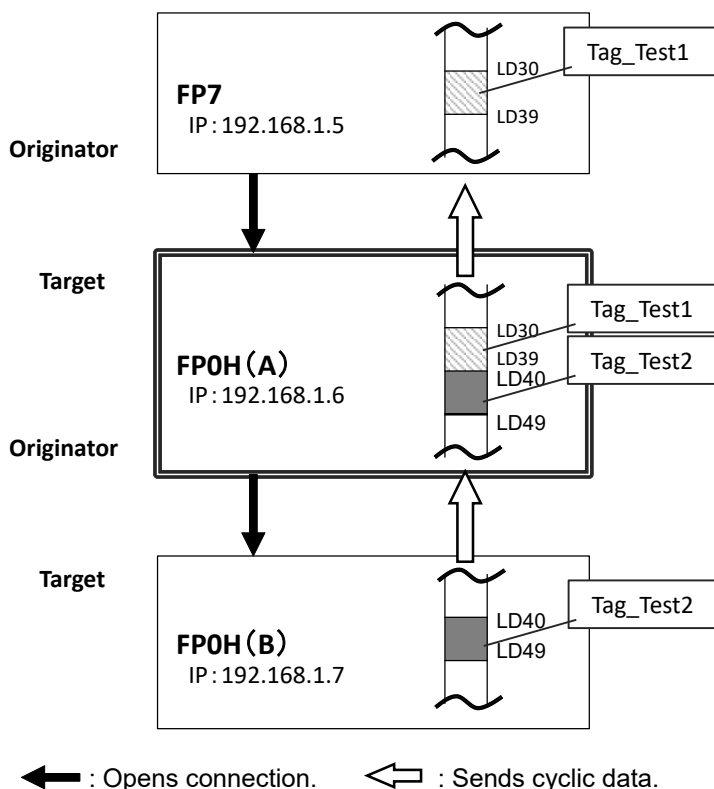 Tag_Test1
LD30
FP7
LD39
IP : 192.168.1.5
Originator
Target
Tag_Test1
LD30
LD39
FP0H（A）
Tag_Test2
LD40
IP : 192.168.1.6
LD49
Originator
Target
Tag_Test2
LD40
FP0H（B）
LD49
IP : 192.168.1.7
: Opens connection.
: Sends cyclic data.